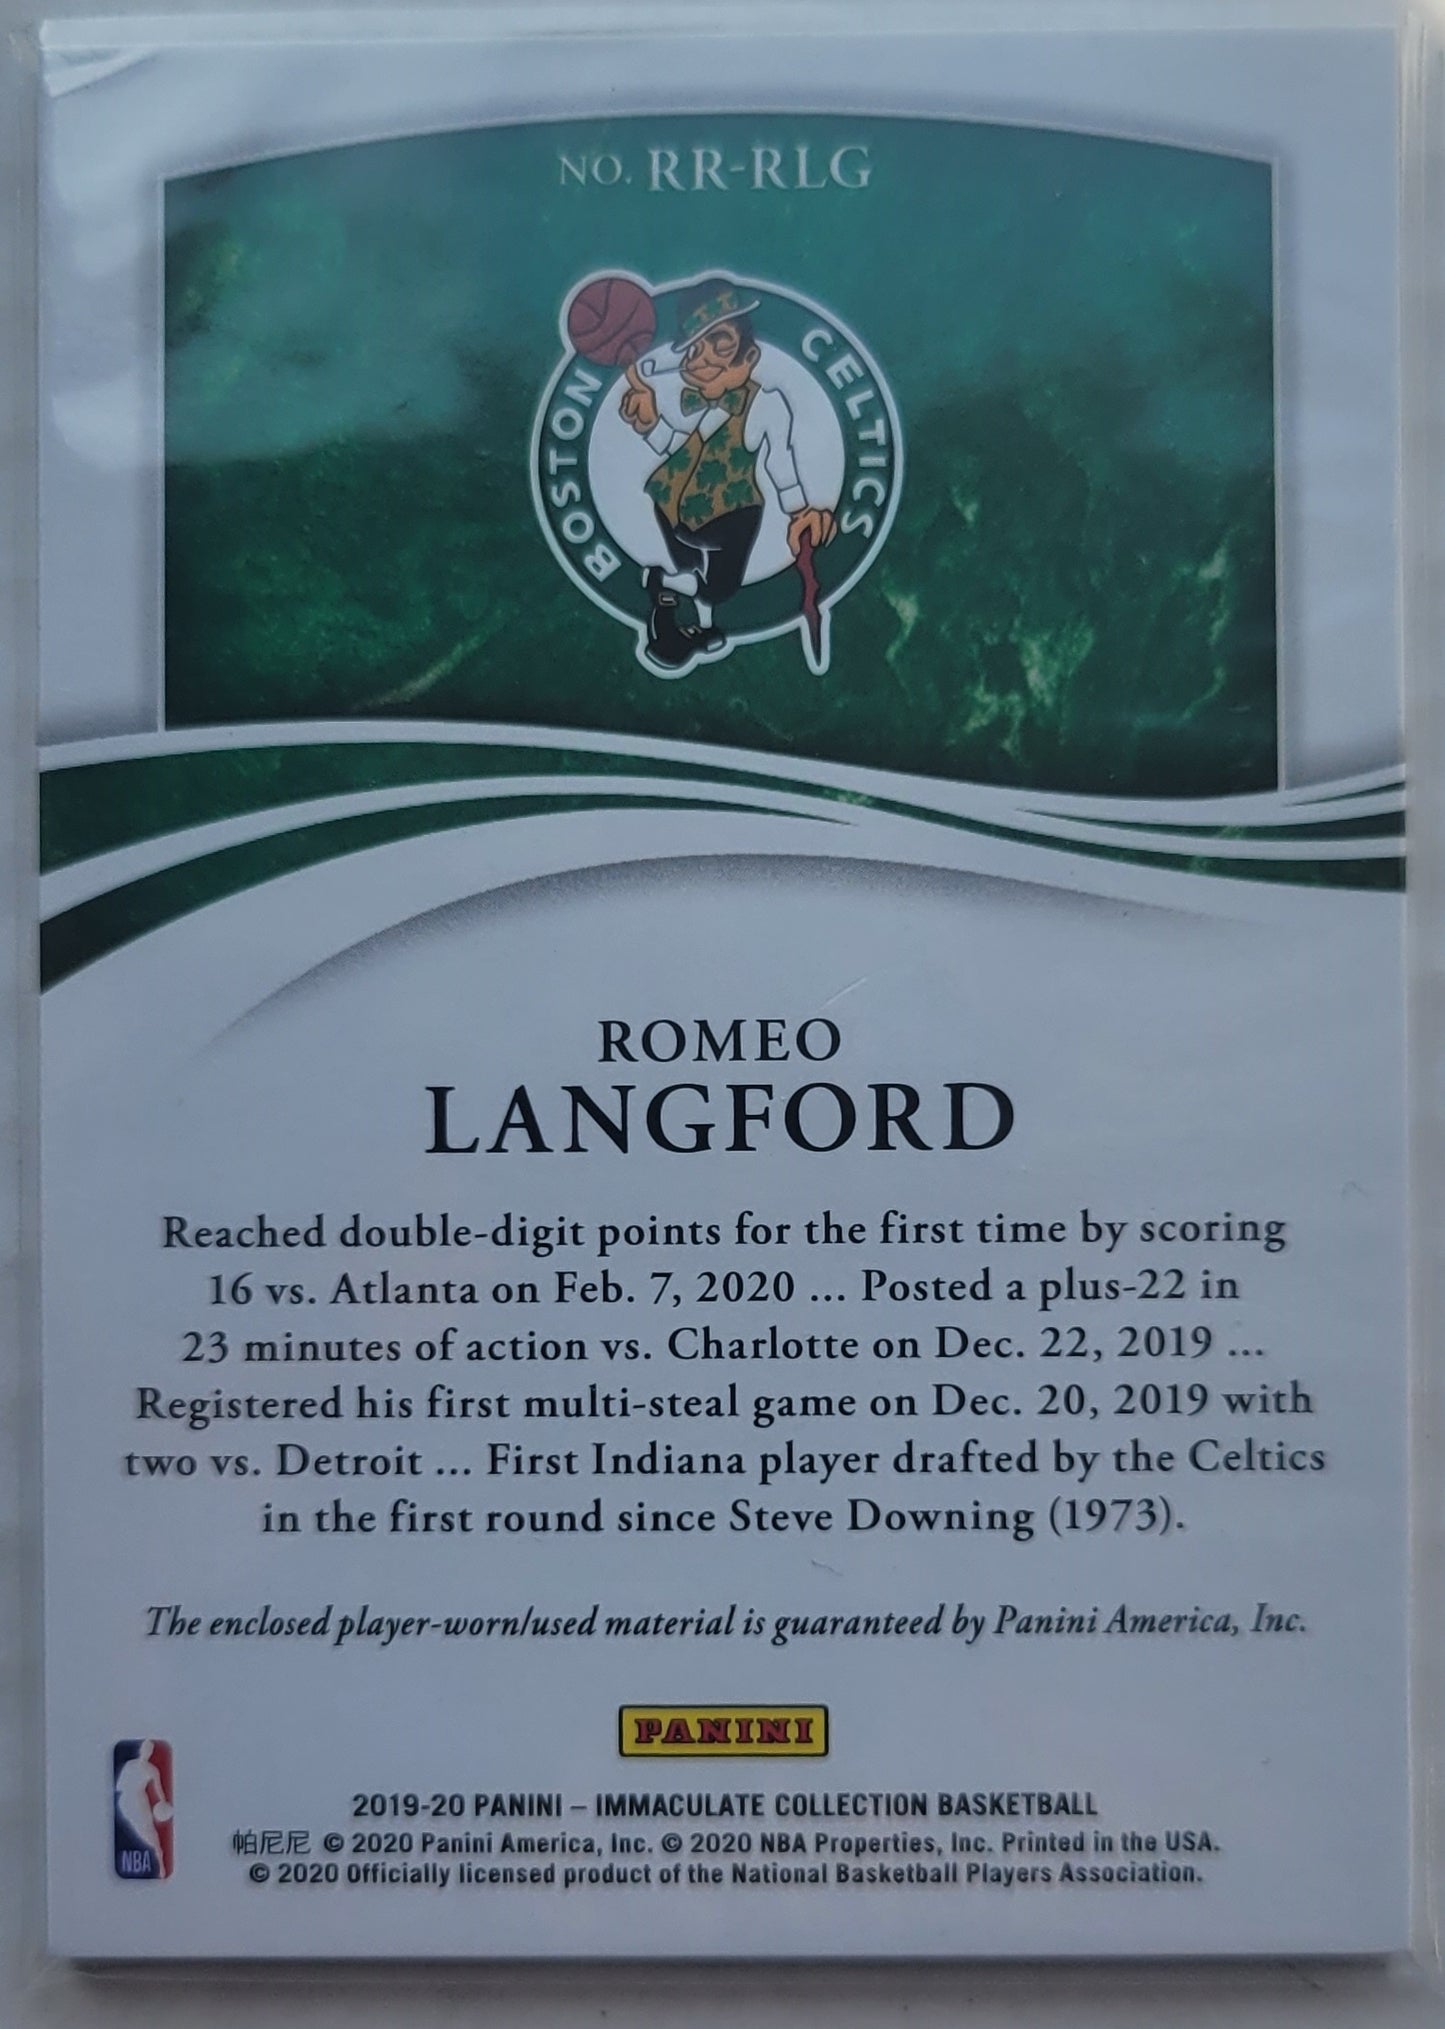 NO. RR-RLG
BOSTON CELTICS
ROMEO
LANGFORD
Reached double-digit points for the first time by scoring
16 vs. Atlanta on Feb. 7, 2020 ... Posted a plus-22 in
23 minutes of action vs. Charlotte on Dec. 22, 2019 ...
Registered his first multi-steal game on Dec. 20, 2019 with
two vs. Detroit ... First Indiana player drafted by the Celtics
in the first round since Steve Downing (1973).
The enclosed player-worn/used material is guaranteed by Panini America, Inc.
PANINI
2019-20 PANINI – IMMACULATE COLLECTION BASKETBALL
帕尼尼 © 2020 Panini America, Inc. © 2020 NBA Properties, Inc. Printed in the USA.
© 2020 Officially licensed product of the National Basketball Players Association.
NBA